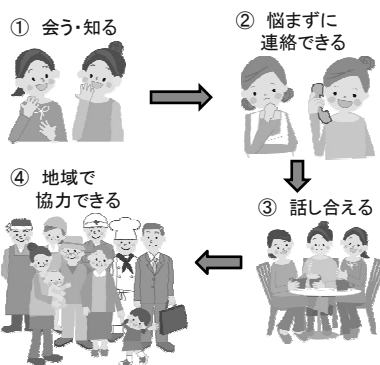 ① 会う・知る
② 悩まずに
連絡できる
③ 話し合える
④ 地域で
協力できる